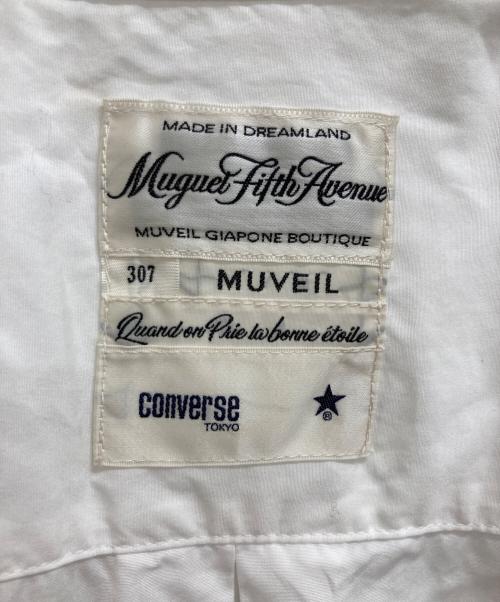 MADE IN DREAMLAND
Muguet Fifth Avenue
MUVEIL GIAPONE BOUTIQUE
307 MUVEIL
Quand on Prie la bonne étoile
converse
TOKYO
®